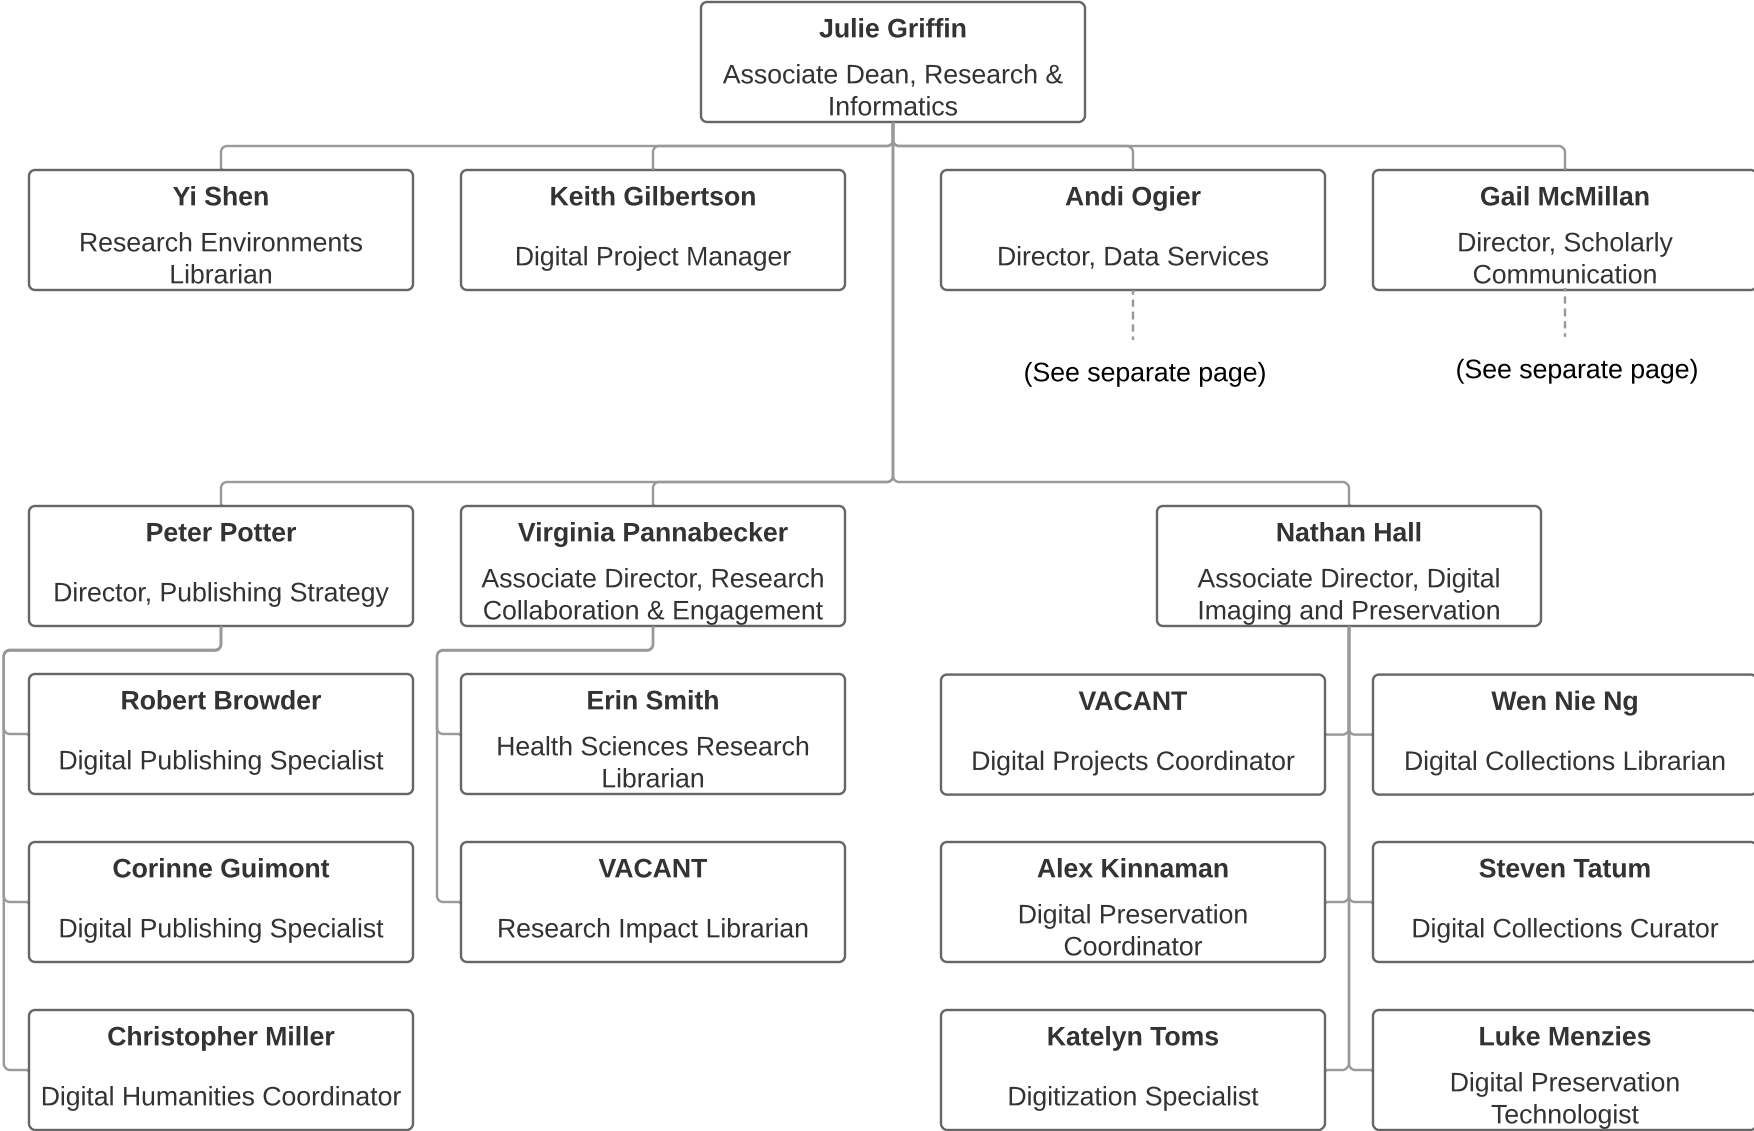 Julie Griffin
Associate Dean, Research &
Informatics
Yi Shen
Research Environments
Librarian
Keith Gilbertson
Digital Project Manager
Andi Ogier
Director, Data Services
(See separate page)
Gail McMillan
Director, Scholarly
Communication
(See separate page)
Peter Potter
Director, Publishing Strategy
Robert Browder
Digital Publishing Specialist
Corinne Guimont
Digital Publishing Specialist
Christopher Miller
Digital Humanities Coordinator
Virginia Pannabecker
Associate Director, Research
Collaboration & Engagement
Erin Smith
Health Sciences Research
Librarian
VACANT
Research Impact Librarian
Nathan Hall
Associate Director, Digital
Imaging and Preservation
VACANT
Digital Projects Coordinator
Wen Nie Ng
Digital Collections Librarian
Alex Kinnaman
Digital Preservation
Coordinator
Steven Tatum
Digital Collections Curator
Katelyn Toms
Digitization Specialist
Luke Menzies
Digital Preservation
Technologist